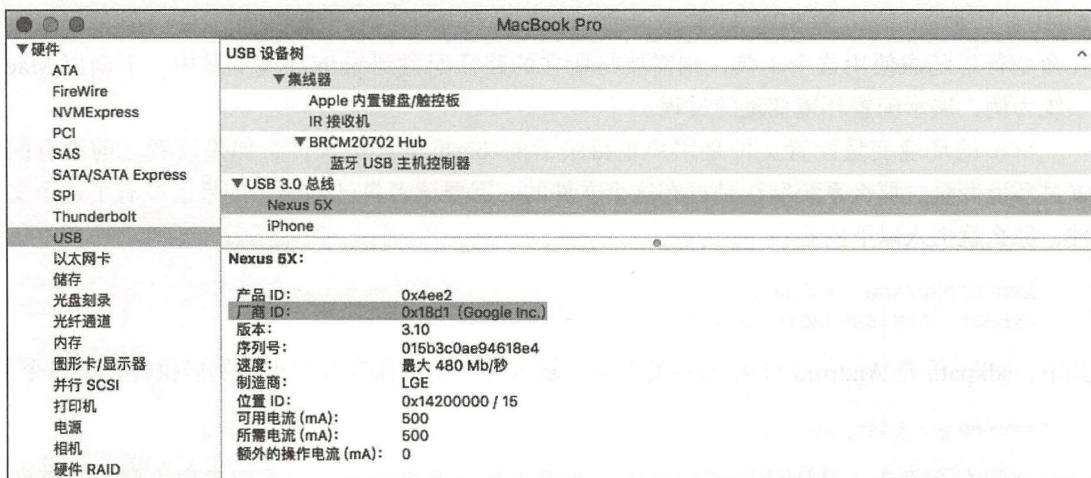 MacBook Pro
▼硬件
ATA
FireWire
NVMExpress
PCI
SAS
SATA/SATA Express
SPI
Thunderbolt
USB
以太网卡
储存
光盘刻录
光纤通道
内存
图形卡/显示器
并行 SCSI
打印机
电源
相机
硬件 RAID
USB 设备树
▼集线器
Apple 内置键盘/触控板
IR 接收机
▼BRCM20702 Hub
蓝牙 USB 主机控制器
▼USB 3.0 总线
Nexus 5X
iPhone
Nexus 5X：
产品 ID： 0x4ee2
厂商 ID： 0x18d1 (Google Inc.)
版本： 3.10
序列号： 015b3c0ae94618e4
速度： 最大 480 Mb/秒
制造商： LGE
位置 ID： 0x14200000 / 15
可用电流 (mA)： 500
所需电流 (mA)： 500
额外的操作电流 (mA)： 0